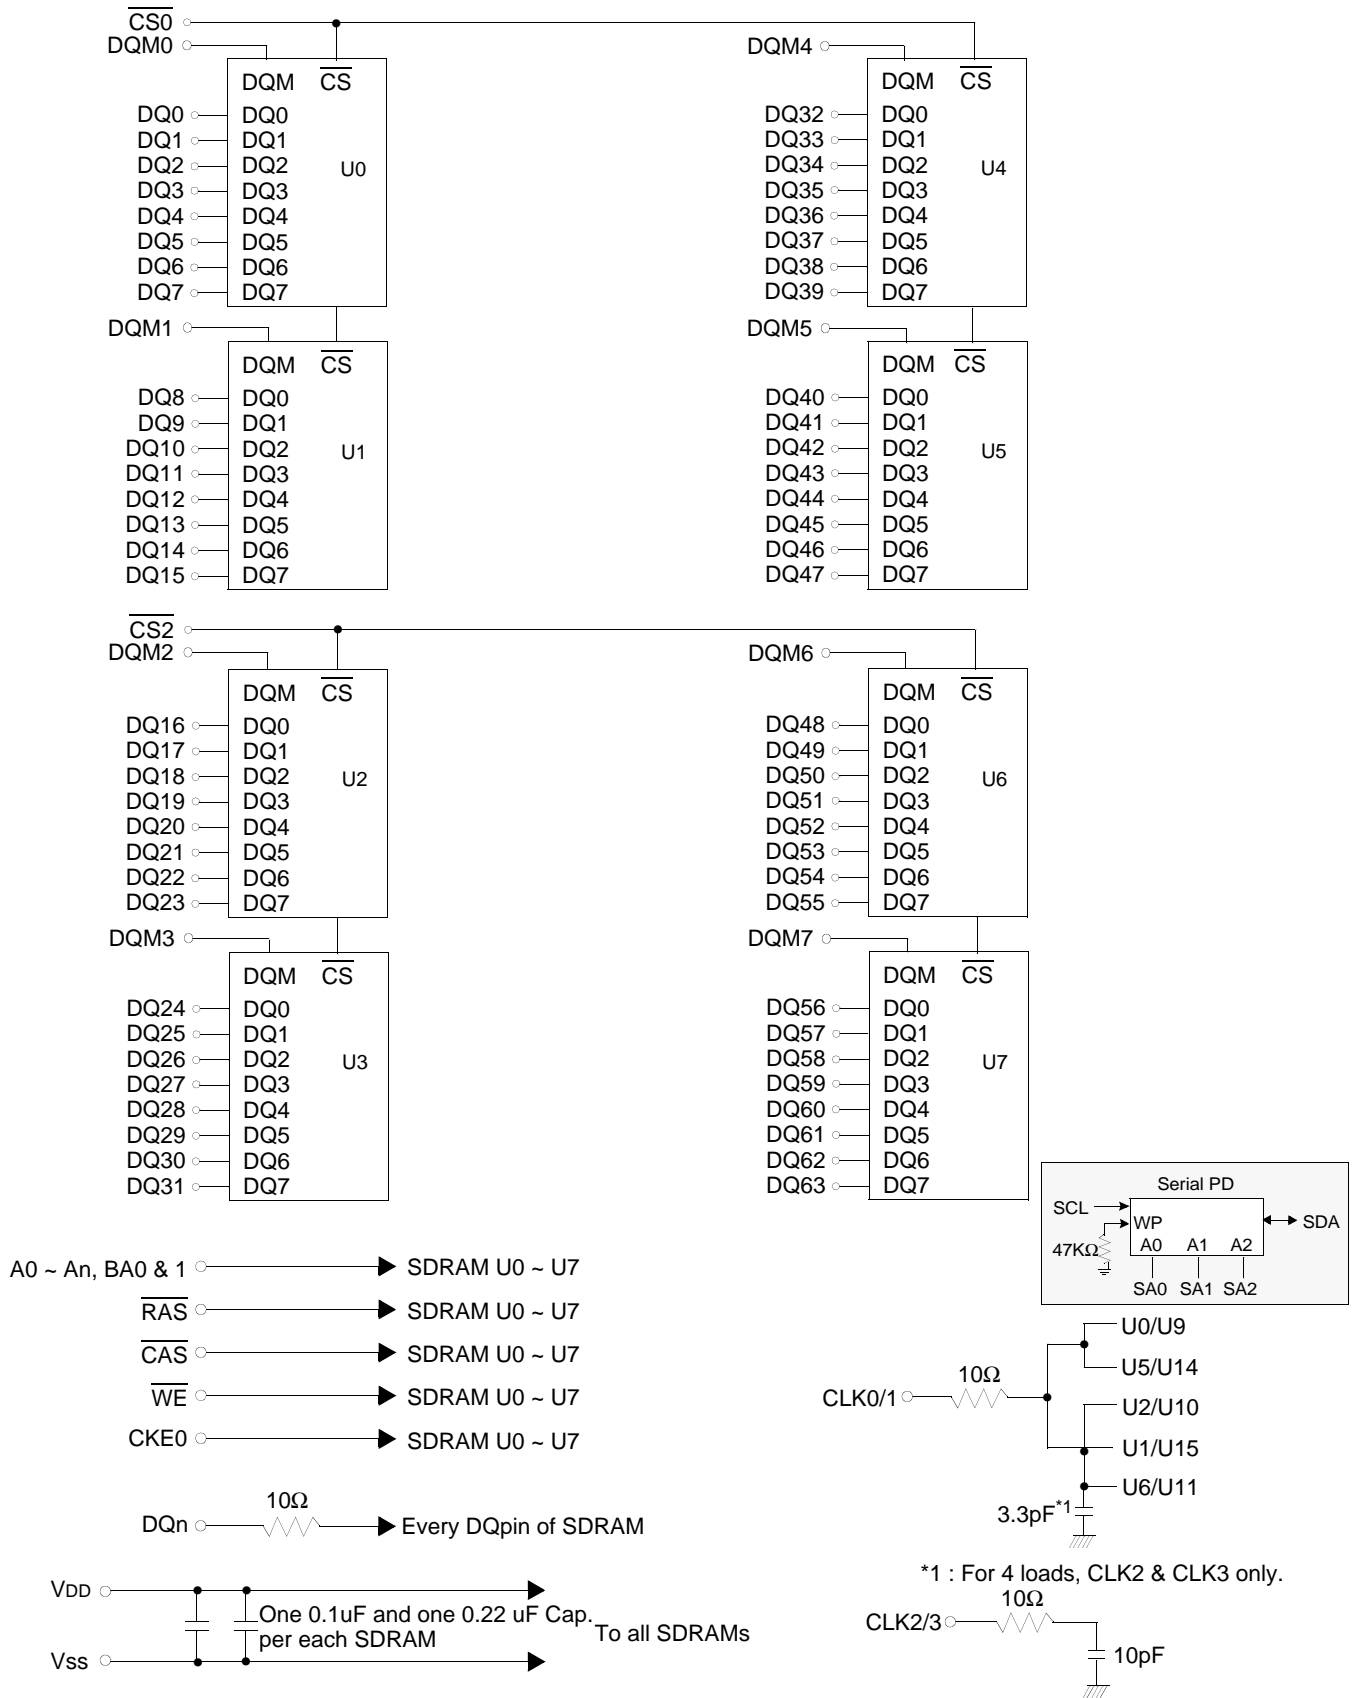 CS0
DQM0
DQM CS
DQ0 DQ0
DQ1 DQ1
DQ2 DQ2
U0
DQ3 DQ3
DQ4 DQ4
DQ5 DQ5
DQ6 DQ6
DQ7 DQ7
DQM1
DQM CS
DQ8 DQ0
DQ9 DQ1
DQ10 DQ2
U1
DQ11 DQ3
DQ12 DQ4
DQ13 DQ5
DQ14 DQ6
DQ15 DQ7
DQM4
DQM CS
DQ32 DQ0
DQ33 DQ1
DQ34 DQ2
U4
DQ35 DQ3
DQ36 DQ4
DQ37 DQ5
DQ38 DQ6
DQ39 DQ7
DQM5
DQM CS
DQ40 DQ0
DQ41 DQ1
DQ42 DQ2
U5
DQ43 DQ3
DQ44 DQ4
DQ45 DQ5
DQ46 DQ6
DQ47 DQ7
CS2
DQM2
DQM CS
DQ16 DQ0
DQ17 DQ1
DQ18 DQ2
U2
DQ19 DQ3
DQ20 DQ4
DQ21 DQ5
DQ22 DQ6
DQ23 DQ7
DQM3
DQM CS
DQ24 DQ0
DQ25 DQ1
DQ26 DQ2
U3
DQ27 DQ3
DQ28 DQ4
DQ29 DQ5
DQ30 DQ6
DQ31 DQ7
DQM6
DQM CS
DQ48 DQ0
DQ49 DQ1
DQ50 DQ2
U6
DQ51 DQ3
DQ52 DQ4
DQ53 DQ5
DQ54 DQ6
DQ55 DQ7
DQM7
DQM CS
DQ56 DQ0
DQ57 DQ1
DQ58 DQ2
U7
DQ59 DQ3
DQ60 DQ4
DQ61 DQ5
DQ62 DQ6
DQ63 DQ7
Serial PD
SCL
WP
SDA
47KΩ
A0 A1 A2
SA0 SA1 SA2
A0 ~ An, BA0 & 1 SDRAM U0 ~ U7
RAS SDRAM U0 ~ U7
CAS SDRAM U0 ~ U7
WE SDRAM U0 ~ U7
CKE0 SDRAM U0 ~ U7
10Ω
DQn Every DQpin of SDRAM
VDD
One 0.1uF and one 0.22 uF Cap.
per each SDRAM
To all SDRAMs
Vss
U0/U9
U5/U14
10Ω
CLK0/1
U2/U10
U1/U15
U6/U11
3.3pF*1
*1 : For 4 loads, CLK2 & CLK3 only.
10Ω
CLK2/3
10pF